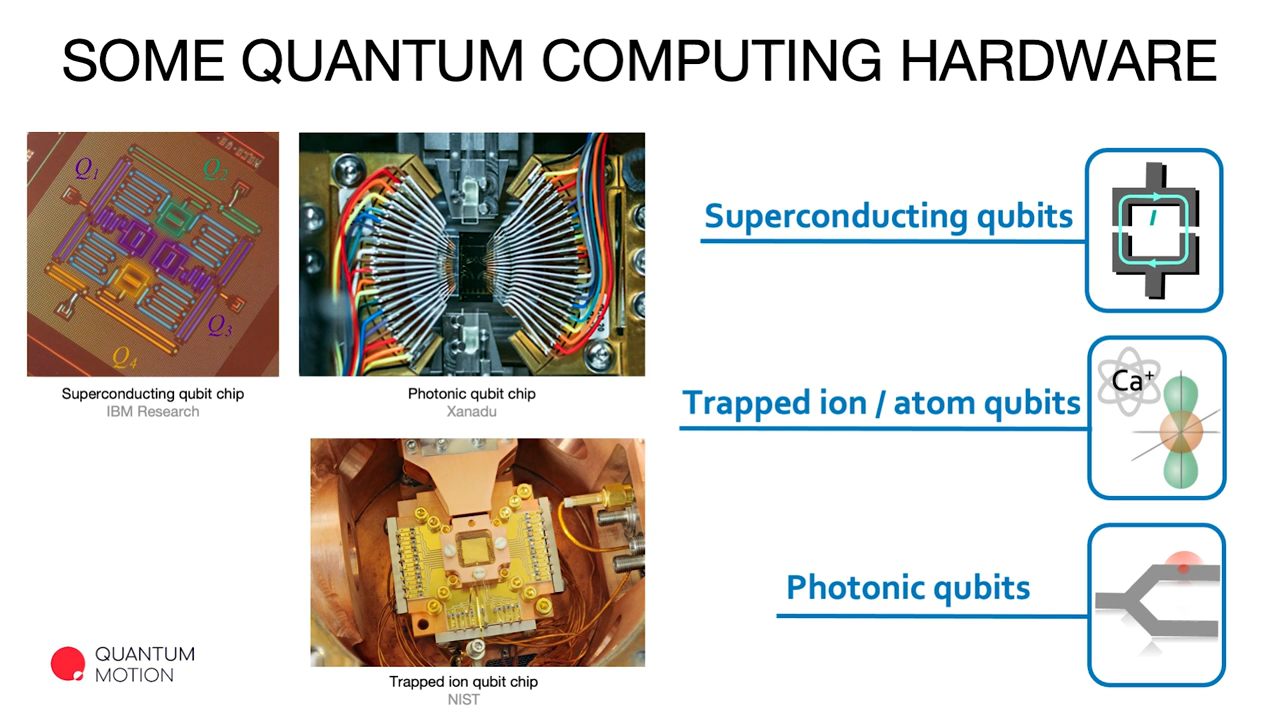 SOME QUANTUM COMPUTING HARDWARE
Q1
Q2
Q3
Q4
Superconducting qubit chip
IBM Research
Photonic qubit chip
Xanadu
Trapped ion qubit chip
NIST
Superconducting qubits
I
Trapped ion / atom qubits
Ca⁺
Photonic qubits
QUANTUM
MOTION